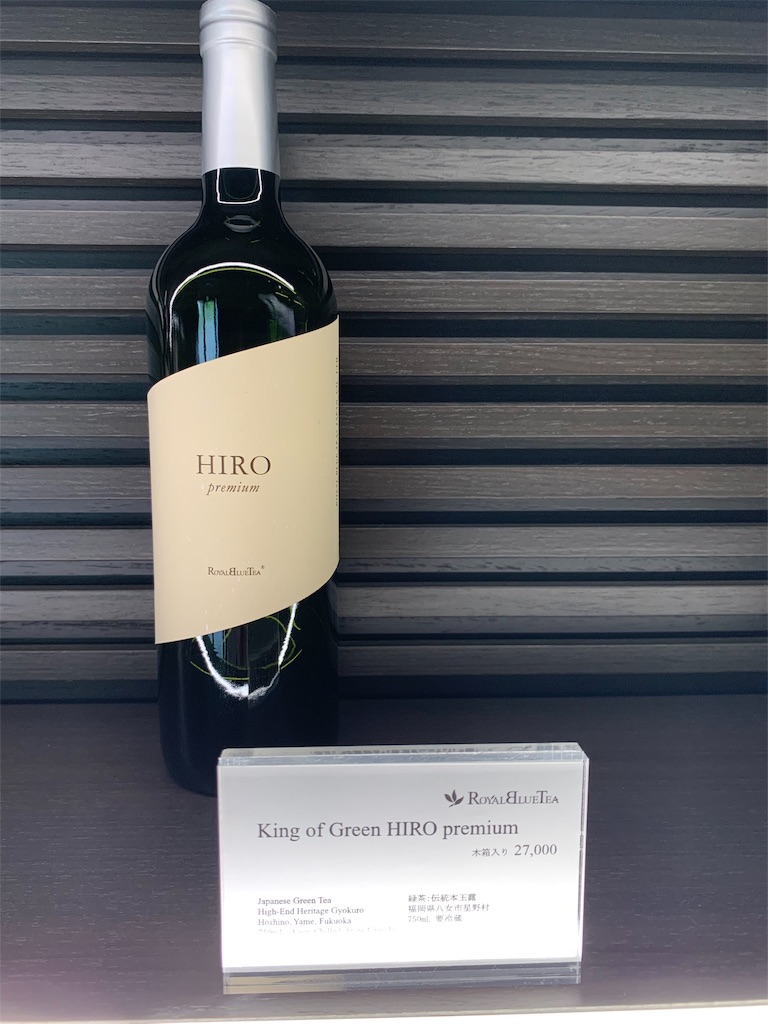 HIRO
premium
ROYALBLUETEA®
ROYALBLUETEA
King of Green HIRO premium
木箱入り 27,000
Japanese Green Tea
High-End Heritage Gyokuro
Hoshino, Yame, Fukuoka
緑茶:伝統本玉露
福岡県八女市星野村
750mL 要冷蔵